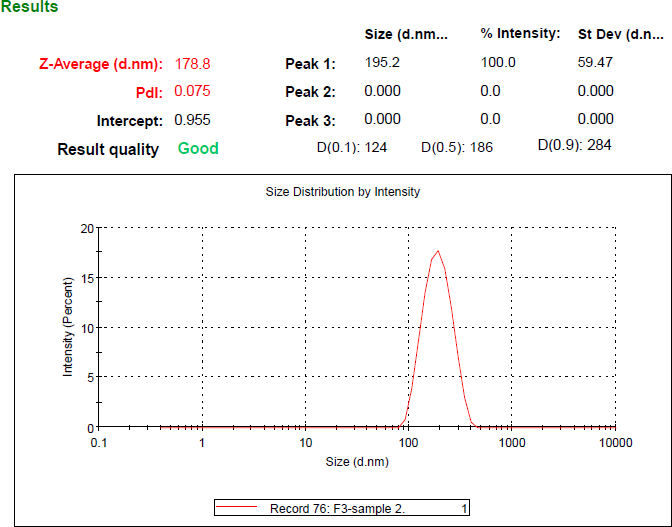 Results
Size (d.nm... % Intensity: St Dev (d.n...
Z-Average (d.nm): 178.8 Peak 1: 195.2 100.0 59.47
PdI: 0.075 Peak 2: 0.000 0.0 0.000
Intercept: 0.955 Peak 3: 0.000 0.0 0.000
Result quality Good D(0.1): 124 D(0.5): 186 D(0.9): 284
Size Distribution by Intensity
20
15
10
5
0
Intensity (Percent)
0.1 1 10 100 1000 10000
Size (d.nm)
Record 76: F3-sample 2. 1